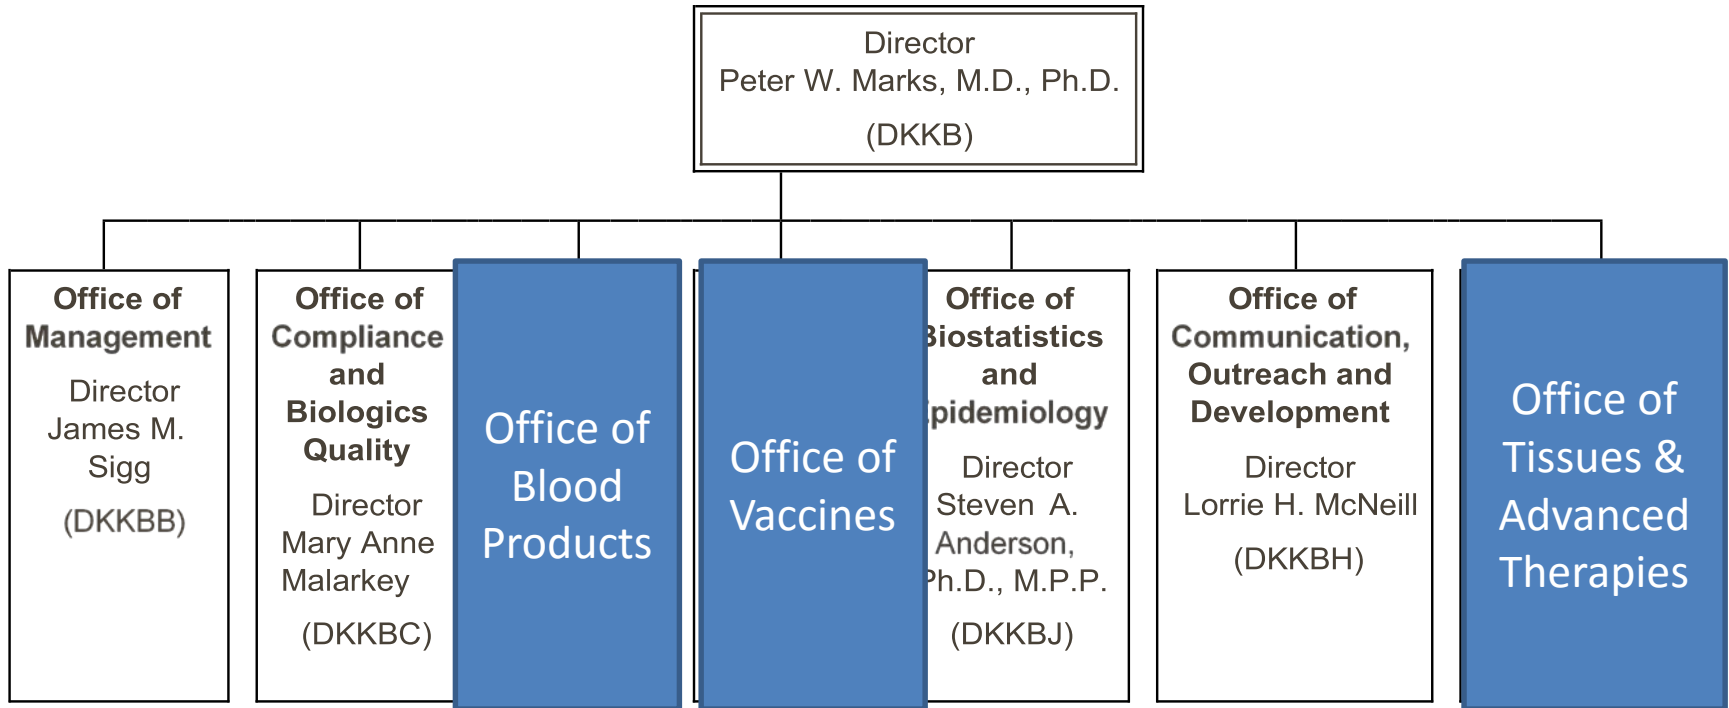 Director
Peter W. Marks, M.D., Ph.D.
(DKKB)
Office of
Management
Director
James M.
Sigg
(DKKBB)
Office of
Compliance
and
Biologics
Quality
Director
Mary Anne
Malarkey
(DKKBC)
Office of
Blood
Products
Office of
Vaccines
Office of
Biostatistics
and
Epidemiology
Director
Steven A.
Anderson,
Ph.D., M.P.P.
(DKKBJ)
Office of
Communication,
Outreach and
Development
Director
Lorrie H. McNeill
(DKKBH)
Office of
Tissues &
Advanced
Therapies